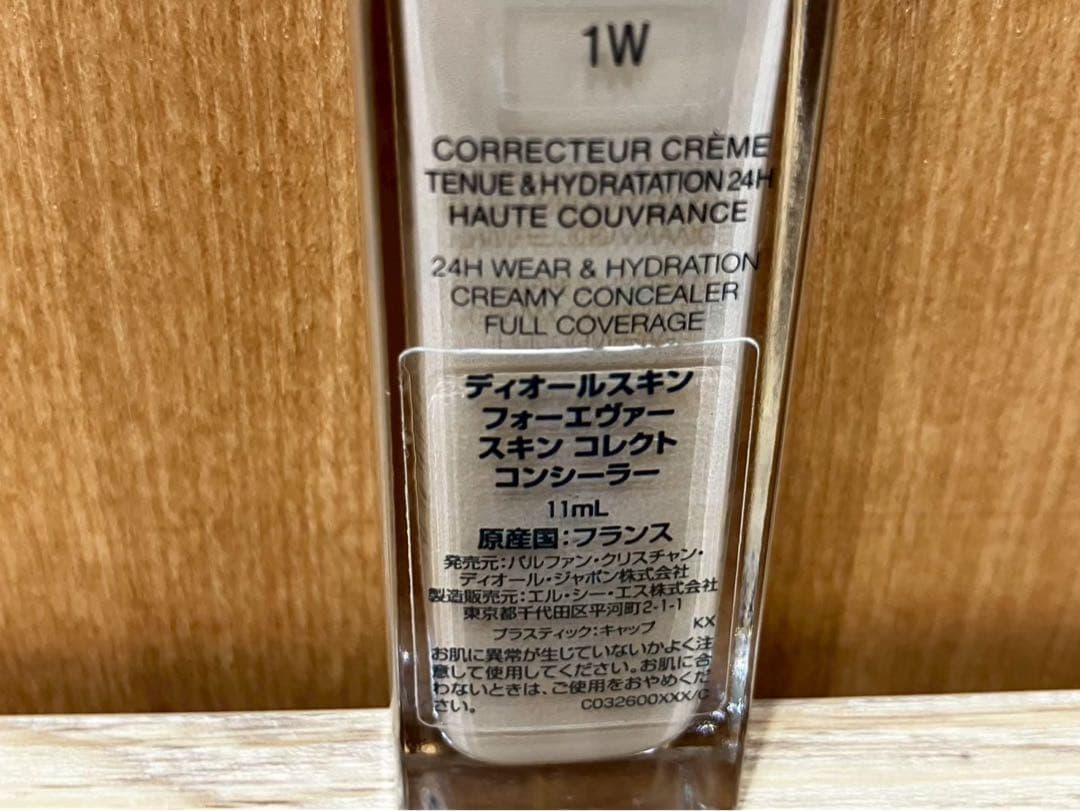 1W
CORRECTEUR CRÈME
TENUE & HYDRATATION 24H
HAUTE COUVRANCE
24H WEAR & HYDRATION
CREAMY CONCEALER
FULL COVERAGE
ディオールスキン
フォーエヴァー
スキン コレクト
コンシーラー
11mL
原産国:フランス
発売元:パルファン・クリスチャン・
ディオール・ジャポン株式会社
製造販売元:エル・シー・エス株式会社
東京都千代田区平河町2-1-1
プラスティック:キャップ KX
お肌に異常が生じていないかよく注
意して使用してください。お肌に合
わないときは、ご使用をおやめくだ
さい。 C032600XXX/C